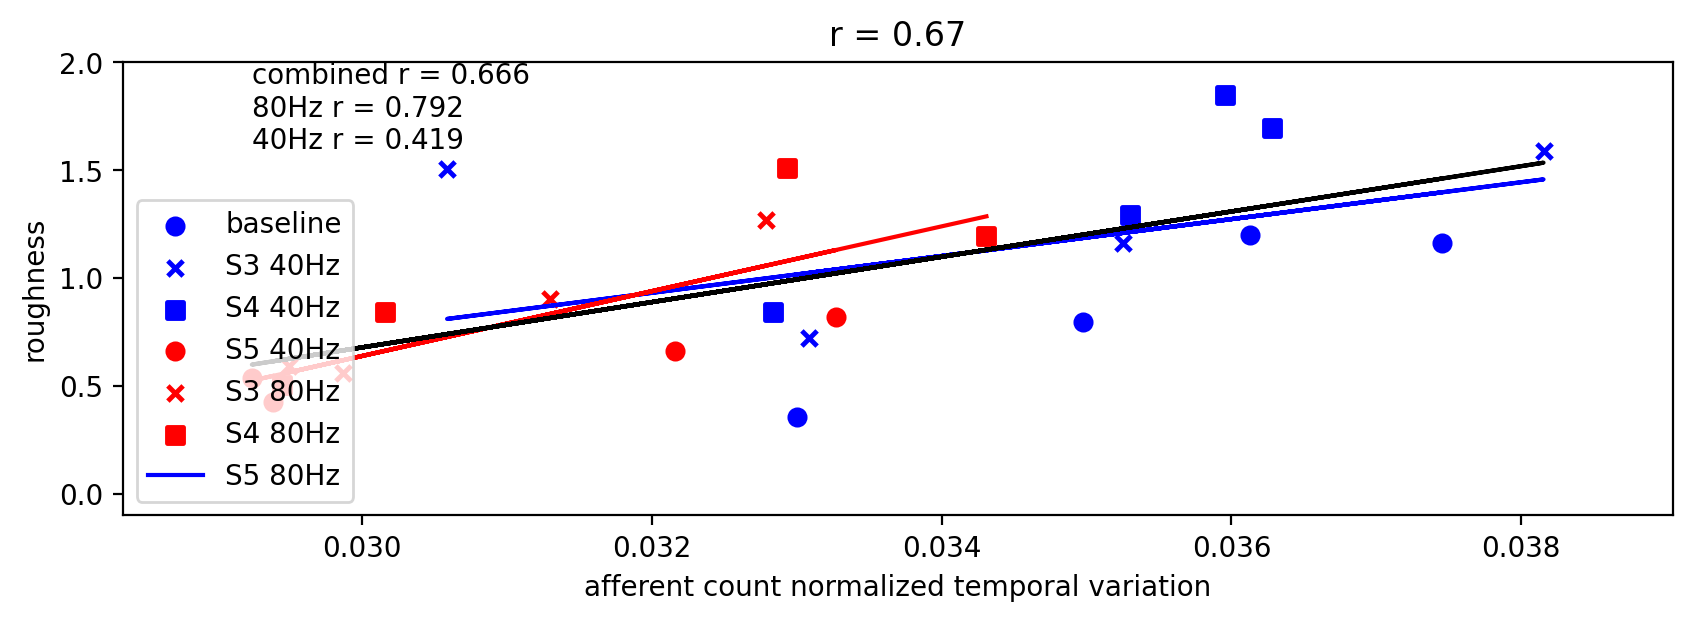 r = 0.67
combined r = 0.666
80Hz r = 0.792
40Hz r = 0.419
2.0
1.5
1.0
0.5
0.0
roughness
baseline
S3 40Hz
S4 40Hz
S5 40Hz
S3 80Hz
S4 80Hz
S5 80Hz
0.030
0.032
0.034
0.036
0.038
afferent count normalized temporal variation